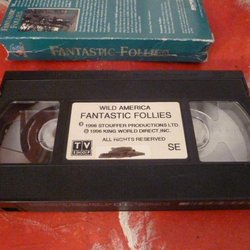 FANTASTIC FOLLIES
WILD AMERICA
FANTASTIC FOLLIES
© 1996 STOUFFER PRODUCTIONS LTD.
© 1996 KING WORLD DIRECT, INC.
ALL RIGHTS RESERVED
TV
SE